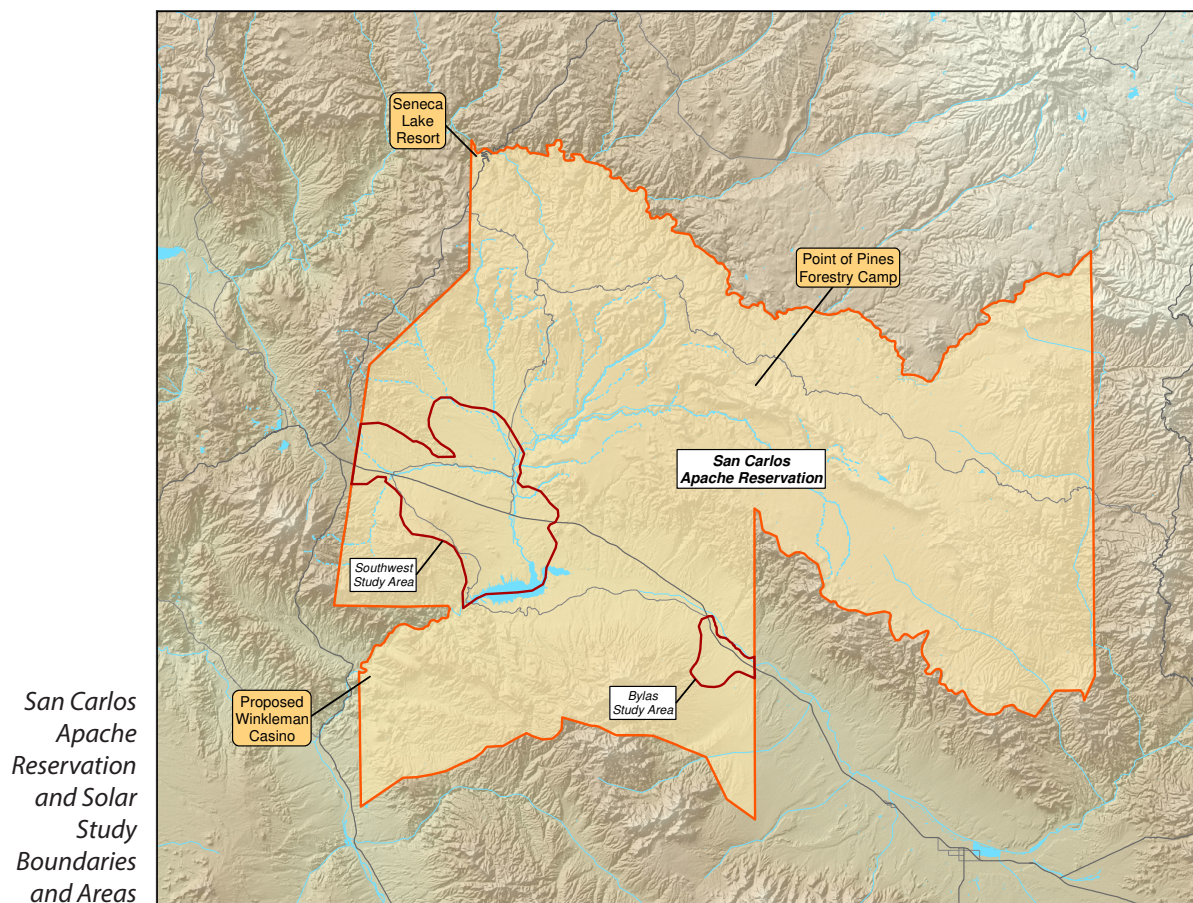 Seneca
Lake
Resort
Point of Pines
Forestry Camp
San Carlos
Apache Reservation
Southwest
Study Area
Bylas
Study Area
Proposed
Winkleman
Casino
San Carlos
Apache
Reservation
and Solar
Study
Boundaries
and Areas